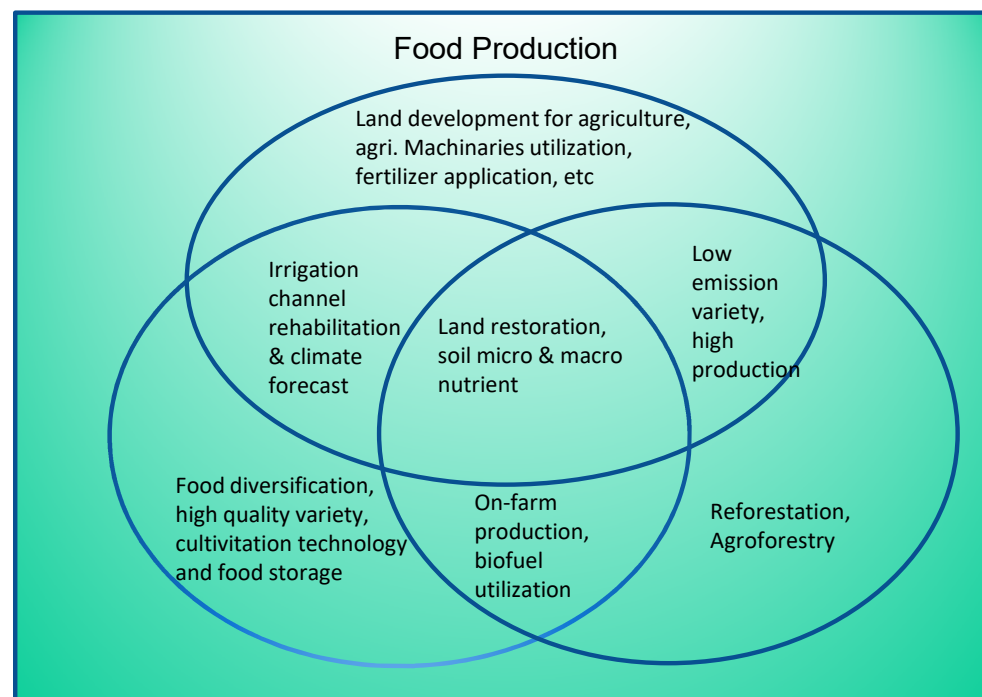 Food Production
Land development for agriculture,
agri. Machinaries utilization,
fertilizer application, etc
Irrigation
channel
rehabilitation
& climate
forecast
Land restoration,
soil micro & macro
nutrient
Low
emission
variety,
high
production
Food diversification,
high quality variety,
cultivitation technology
and food storage
On-farm
production,
biofuel
utilization
Reforestation,
Agroforestry